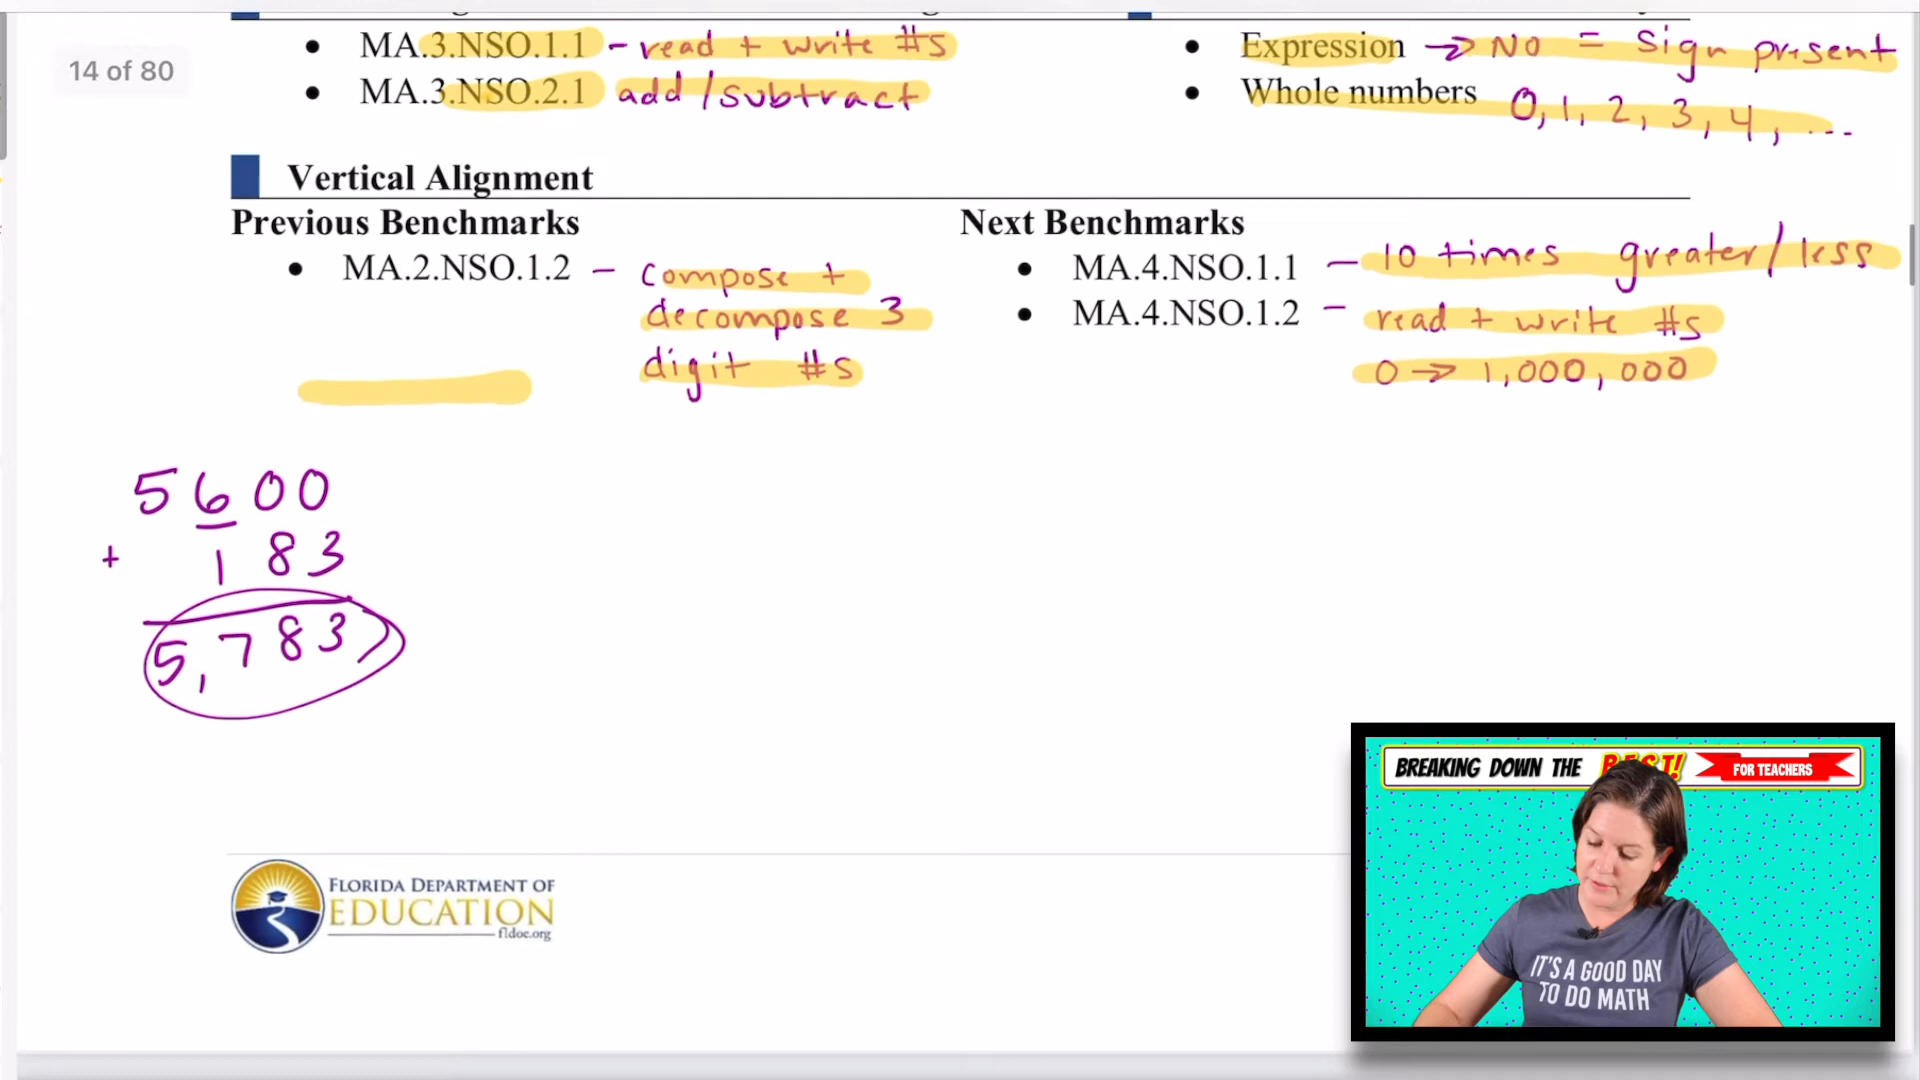 14 of 80
MA.3.NSO.1.1 – read + write #s
MA.3.NSO.2.1 add/subtract
Expression → No = sign present
Whole numbers 0, 1, 2, 3, 4, ...
Vertical Alignment
Previous Benchmarks
MA.2.NSO.1.2 – compose +
decompose 3
digit #s
Next Benchmarks
MA.4.NSO.1.1 – 10 times greater/less
MA.4.NSO.1.2 – read + write #s
0 → 1,000,000
5600
+ 183
5,783
FLORIDA DEPARTMENT OF
EDUCATION
fldoe.org
BREAKING DOWN THE B.E.S.T! FOR TEACHERS
IT'S A GOOD DAY
TO DO MATH